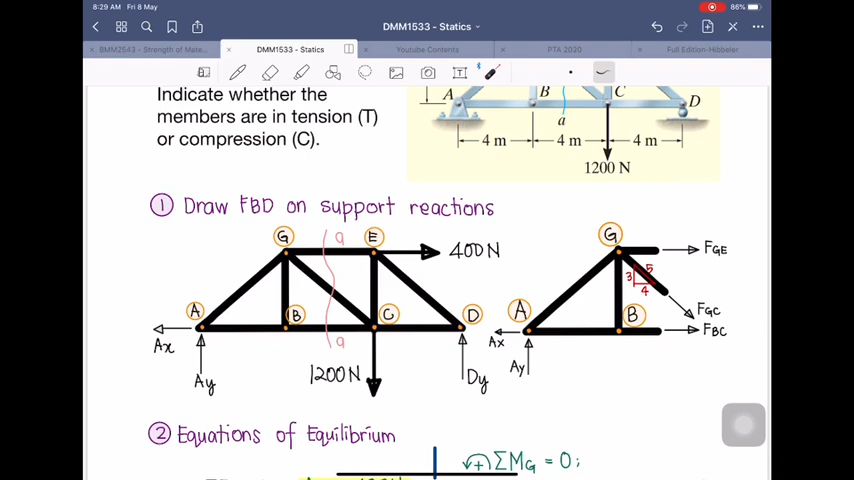 8:29 AM Fri 8 May
86%
DMM1533 - Statics
BMM2543 - Strength of Mate...
DMM1533 - Statics
Youtube Contents
PTA 2020
Full Edition-Hibbeler
Indicate whether the
members are in tension (T)
or compression (C).
A B C D
a
4 m 4 m 4 m
1200 N
1 Draw FBD on support reactions
G a E 400N
A B C D
Ax a
Ay 1200N Dy
G FGE
3 5
4
FGC
A B FBC
Ax
Ay
2 Equations of Equilibrium
+ ΣMG = 0;